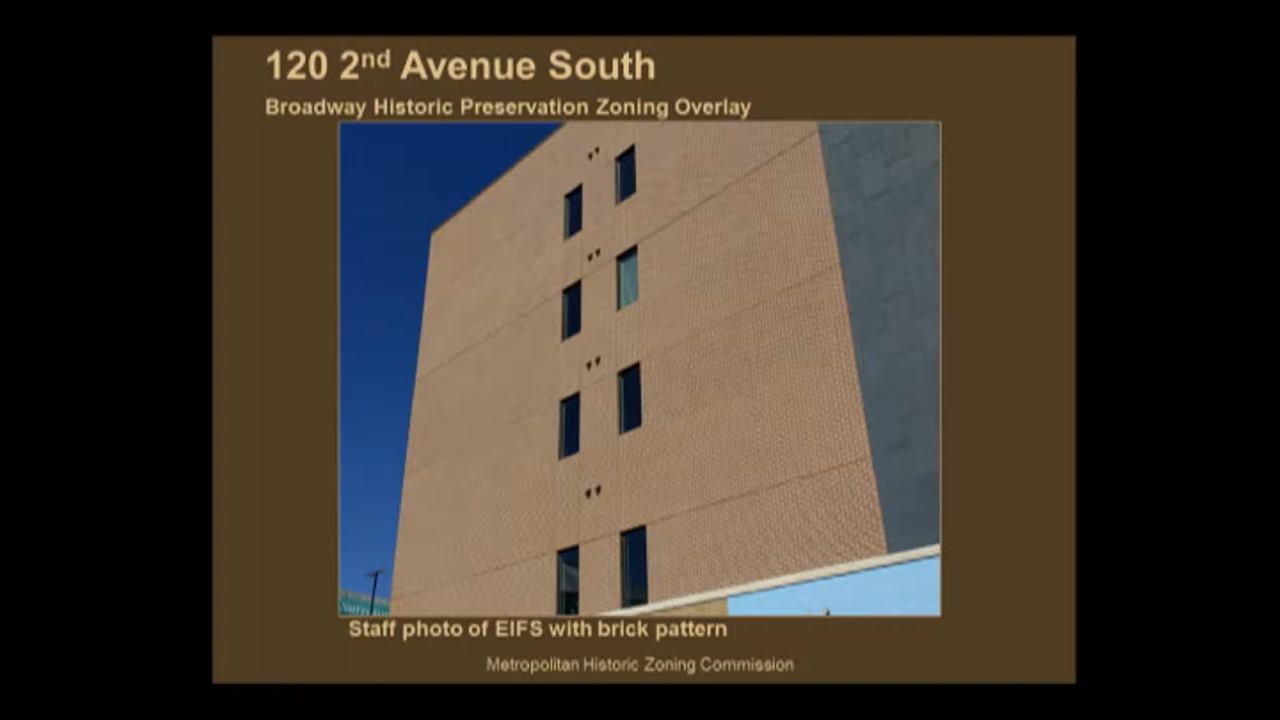 120 2nd Avenue South
Broadway Historic Preservation Zoning Overlay
Staff photo of EIFS with brick pattern
Metropolitan Historic Zoning Commission